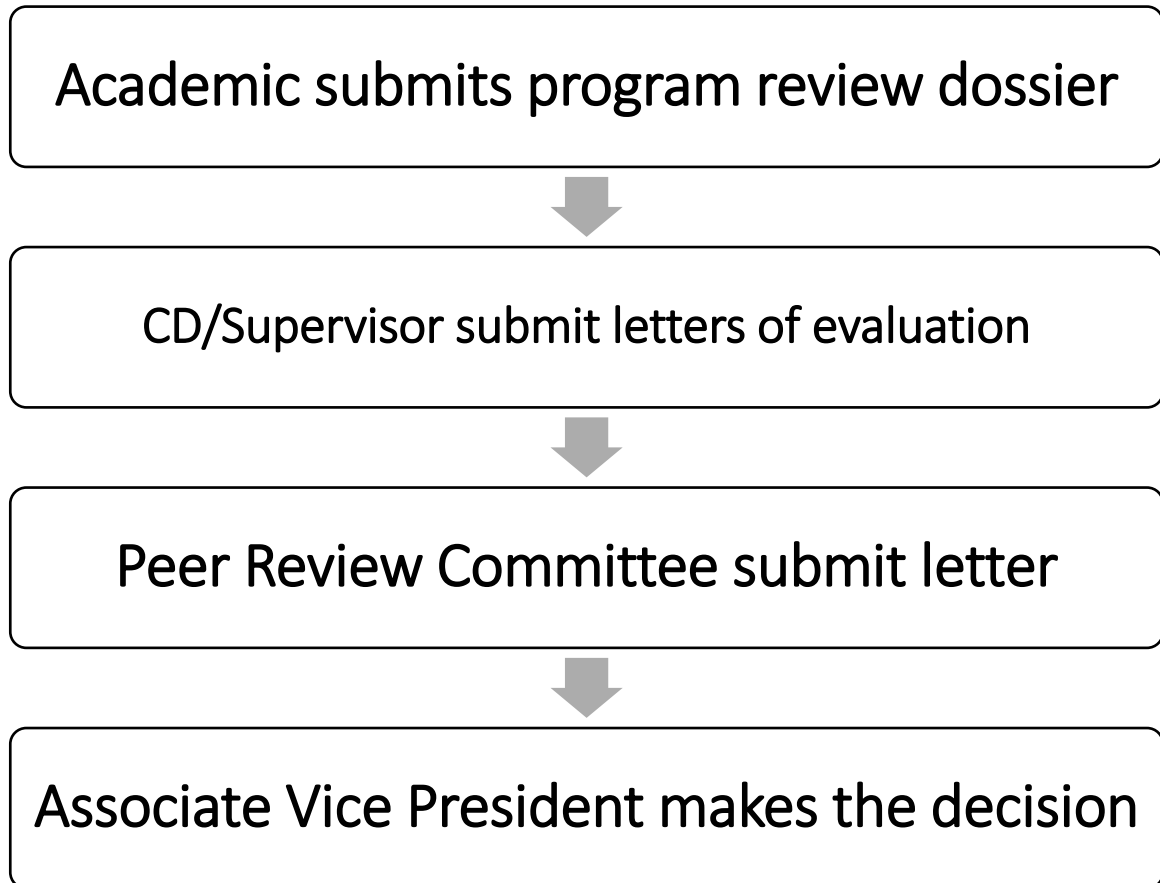 Academic submits program review dossier
CD/Supervisor submit letters of evaluation
Peer Review Committee submit letter
Associate Vice President makes the decision